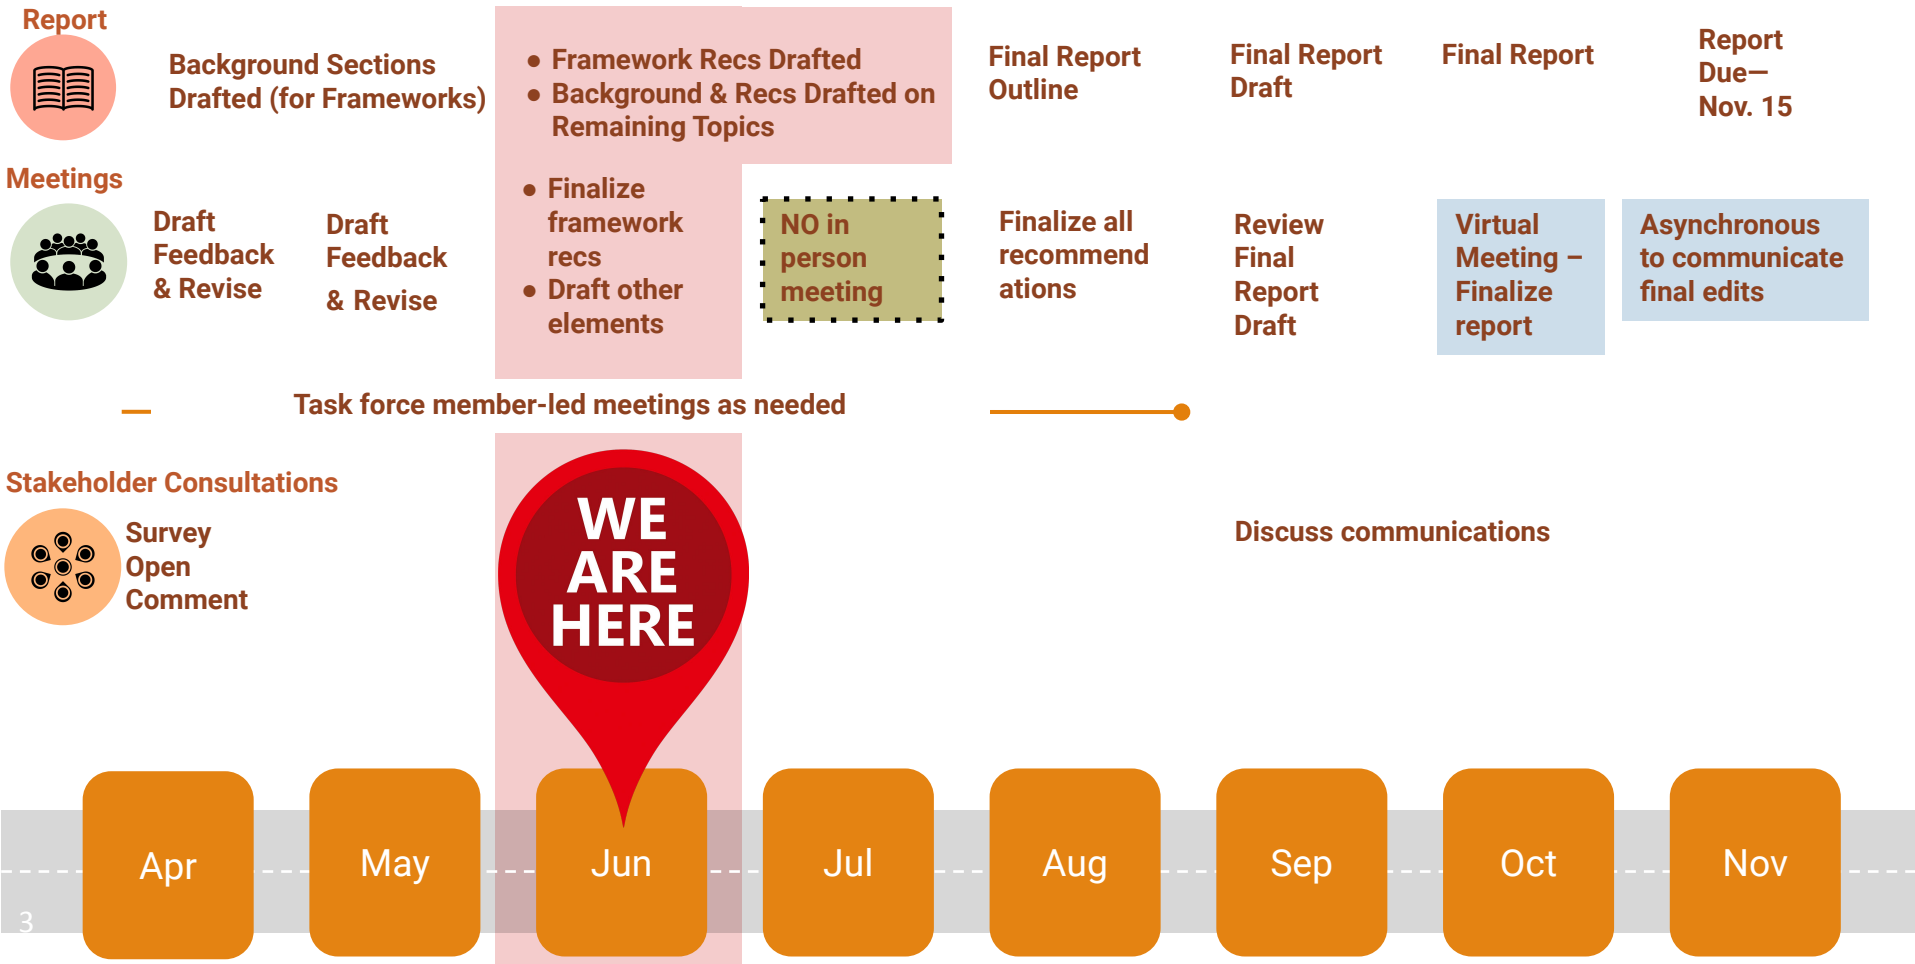 Report
Background Sections
Drafted (for Frameworks)
● Framework Recs Drafted
● Background & Recs Drafted on
Remaining Topics
Final Report
Outline
Final Report
Draft
Final Report
Report
Due—
Nov. 15
Meetings
Draft
Feedback
& Revise
Draft
Feedback
& Revise
● Finalize
framework
recs
● Draft other
elements
NO in
person
meeting
Finalize all
recommend
ations
Review
Final
Report
Draft
Virtual
Meeting –
Finalize
report
Asynchronous
to communicate
final edits
Task force member-led meetings as needed
Stakeholder Consultations
Survey
Open
Comment
WE
ARE
HERE
Discuss communications
Apr
May
Jun
Jul
Aug
Sep
Oct
Nov
3